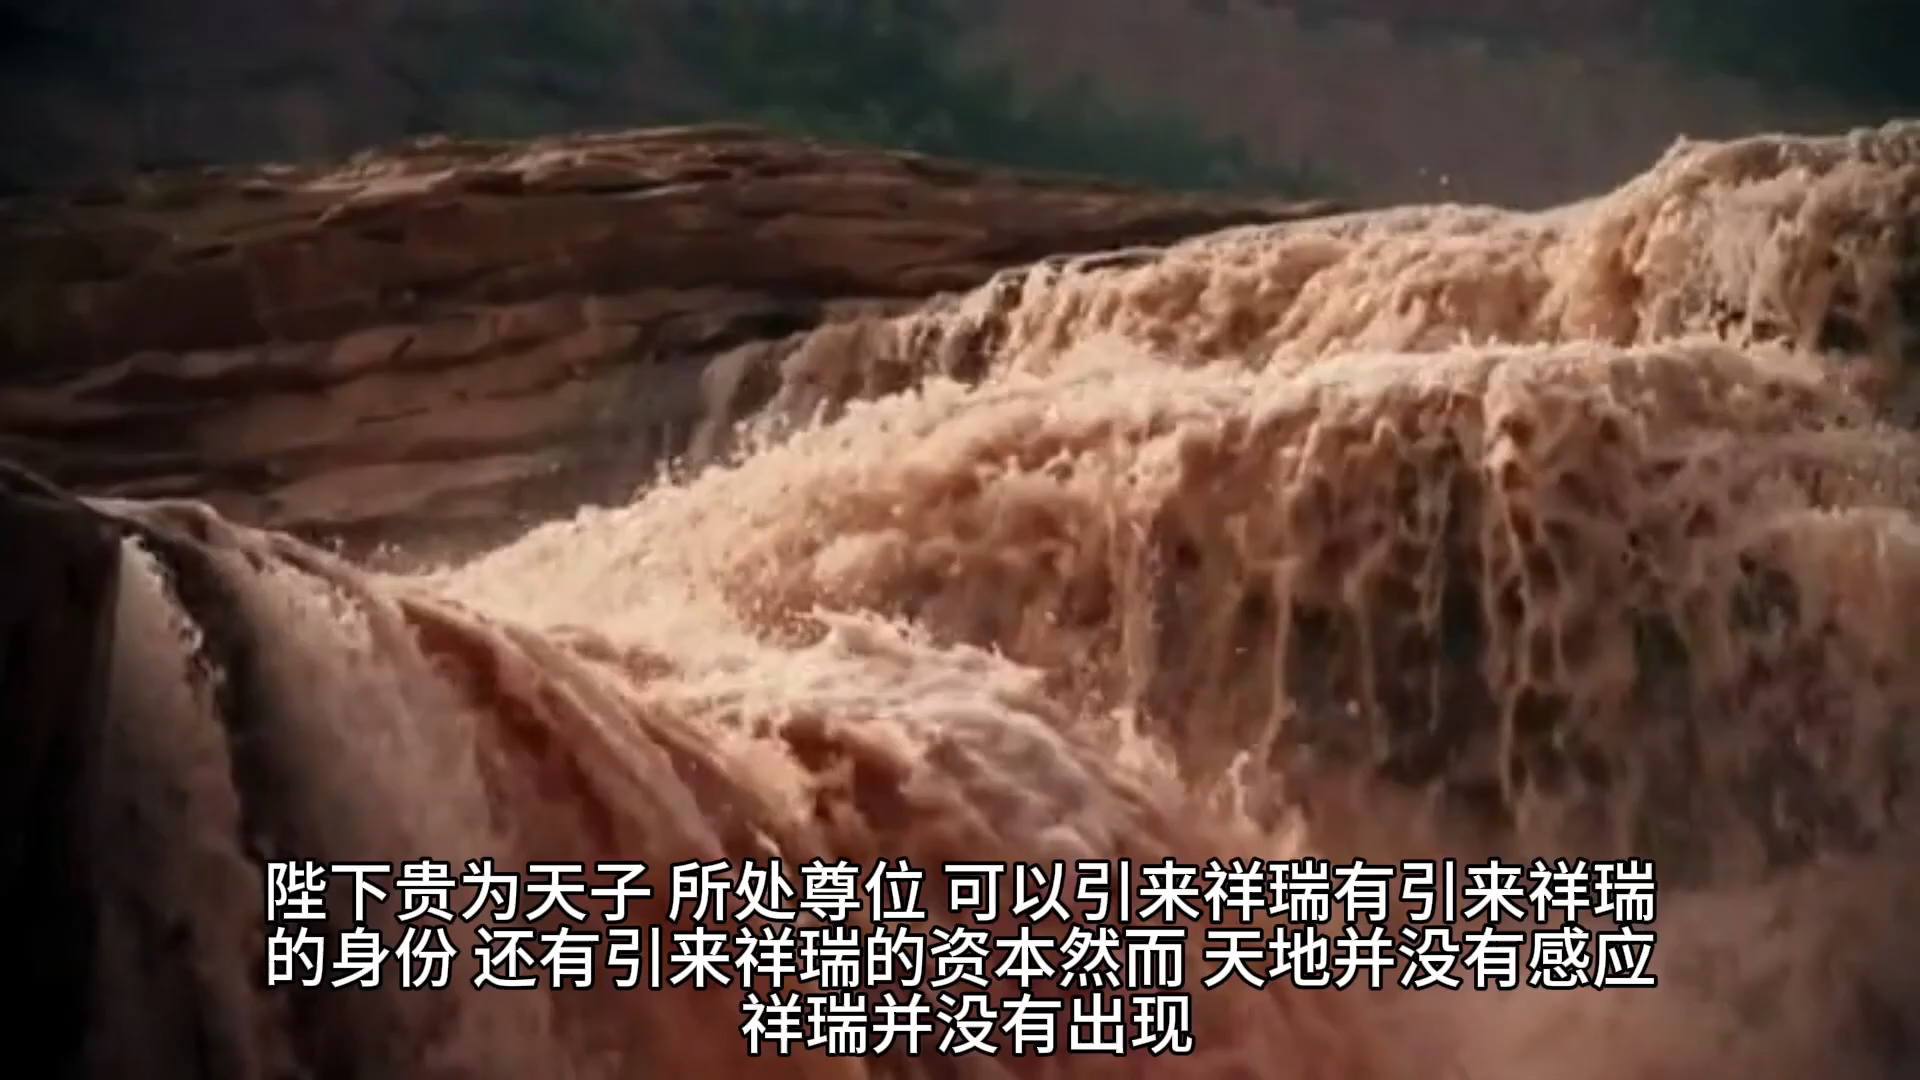 陛下贵为天子 所处尊位 可以引来祥瑞有引来祥瑞
的身份 还有引来祥瑞的资本然而 天地并没有感应
祥瑞并没有出现